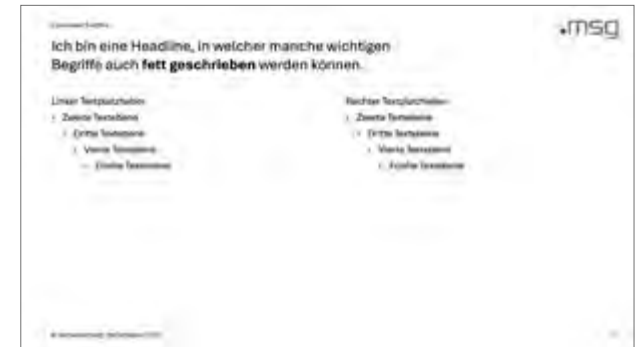 .msg
Ich bin eine Headline, in welcher manche wichtigen
Begriffe auch fett geschrieben werden können.
Linker Textplatzhalter
Zweite Textebene
Dritte Textebene
Vierte Textebene
Fünfte Textebene
Rechter Textplatzhalter
Zweite Textebene
Dritte Textebene
Vierte Textebene
Fünfte Textebene